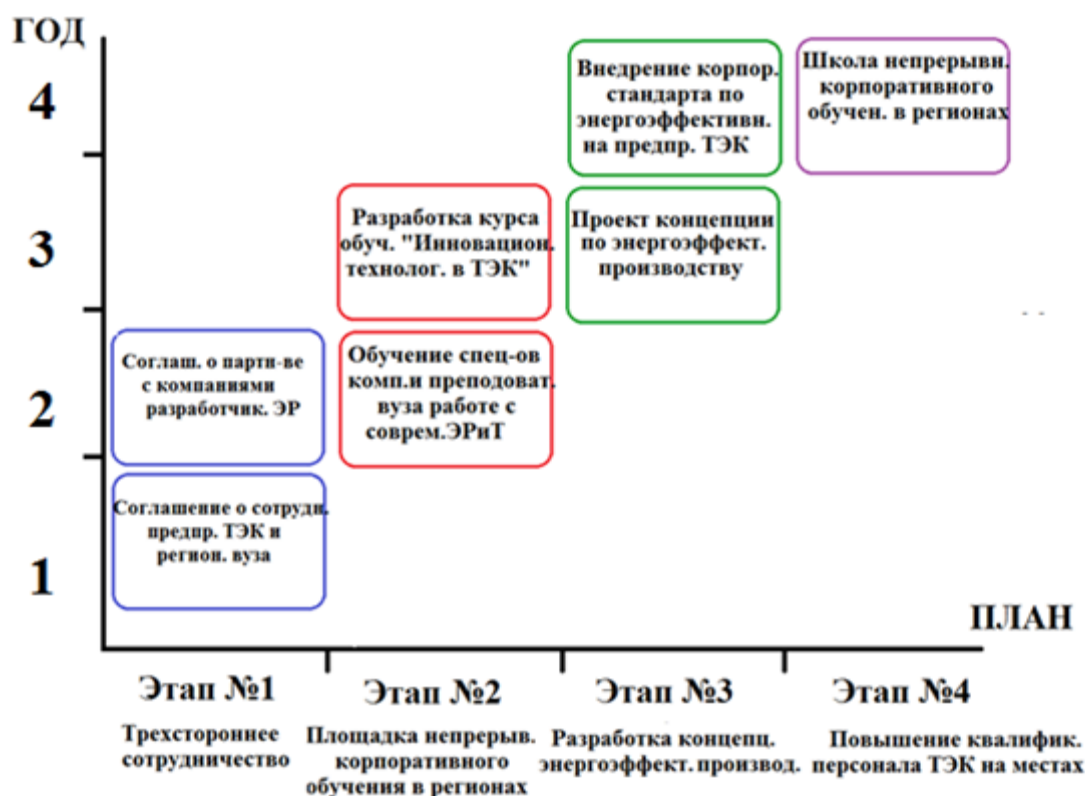 ГОД
4
Внедрение корпор.
стандарта по
энергоэффективн.
на предпр. ТЭК
Школа непрерывн.
корпоративного
обучен. в регионах
3
Разработка курса
обуч. "Инновацион.
технолог. в ТЭК"
Проект концепции
по энергоэффект.
производству
2
Соглаш. о партн-ве
с компаниями
разработчик. ЭР
Обучение спец-ов
комп.и преподоват.
вуза работе с
соврем.ЭРиТ
1
Соглашение о сотрудн.
предпр. ТЭК и
регион. вуза
ПЛАН
Этап №1
Этап №2
Этап №3
Этап №4
Трехстороннее
сотрудничество
Площадка непрерыв.
корпоративного
обучения в регионах
Разработка концепц.
энергоэффект.производ.
Повышение квалифик.
персонала ТЭК на местах